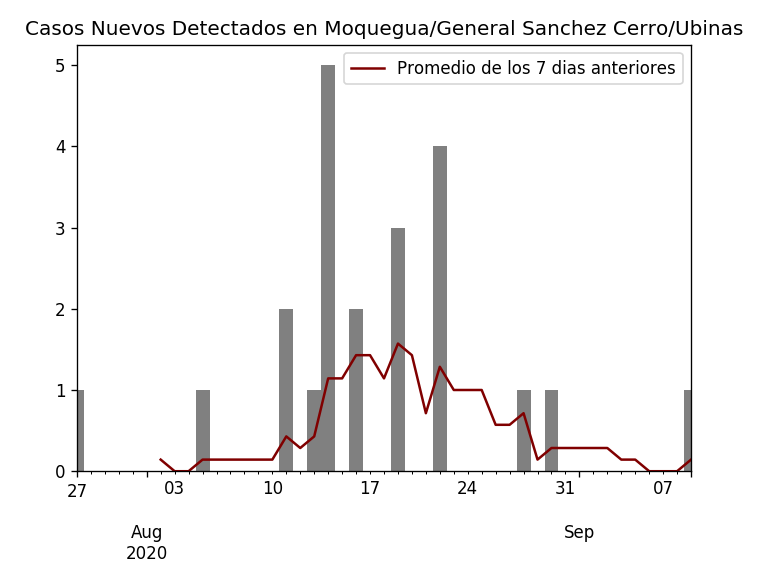 Casos Nuevos Detectados en Moquegua/General Sanchez Cerro/Ubinas
Promedio de los 7 dias anteriores
5
4
3
2
1
0
27 03 10 17 24 31 07
Aug Sep
2020